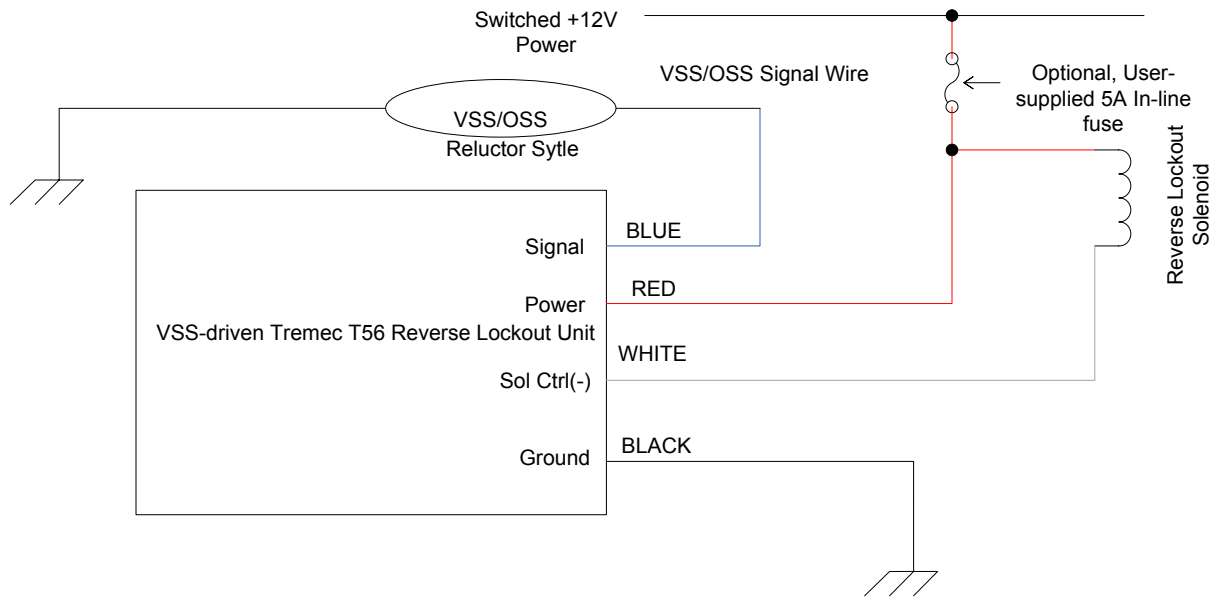 Switched +12V
Power
VSS/OSS Signal Wire
Optional, User-
supplied 5A In-line
fuse
VSS/OSS
Reluctor Sytle
Reverse Lockout
Solenoid
Signal
BLUE
Power
RED
VSS-driven Tremec T56 Reverse Lockout Unit
WHITE
Sol Ctrl(-)
Ground
BLACK